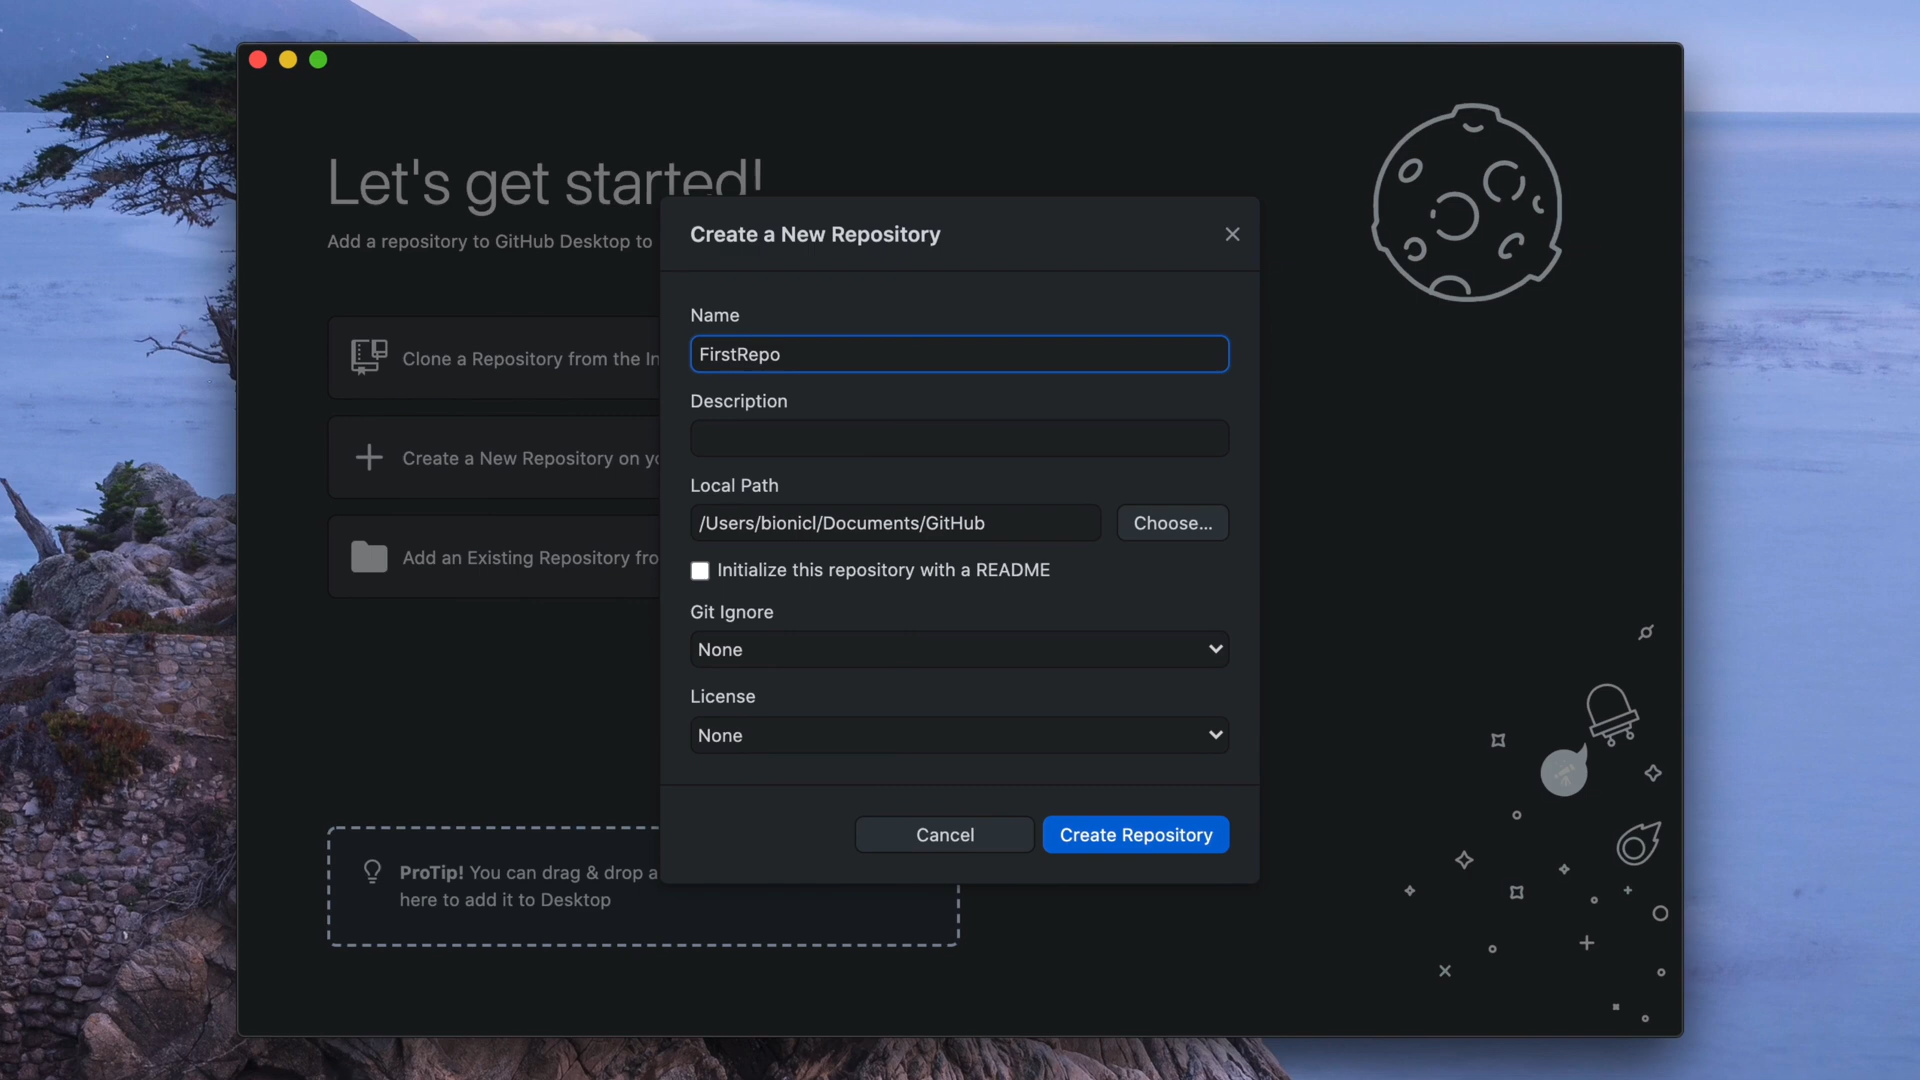 Let's get started!
Add a repository to GitHub Desktop to
Clone a Repository from the In
Create a New Repository on yo
Add an Existing Repository fro
ProTip! You can drag & drop a
here to add it to Desktop
Create a New Repository
Name
FirstRepo
Description
Local Path
/Users/bionicl/Documents/GitHub
Choose...
Initialize this repository with a README
Git Ignore
None
License
None
Cancel
Create Repository